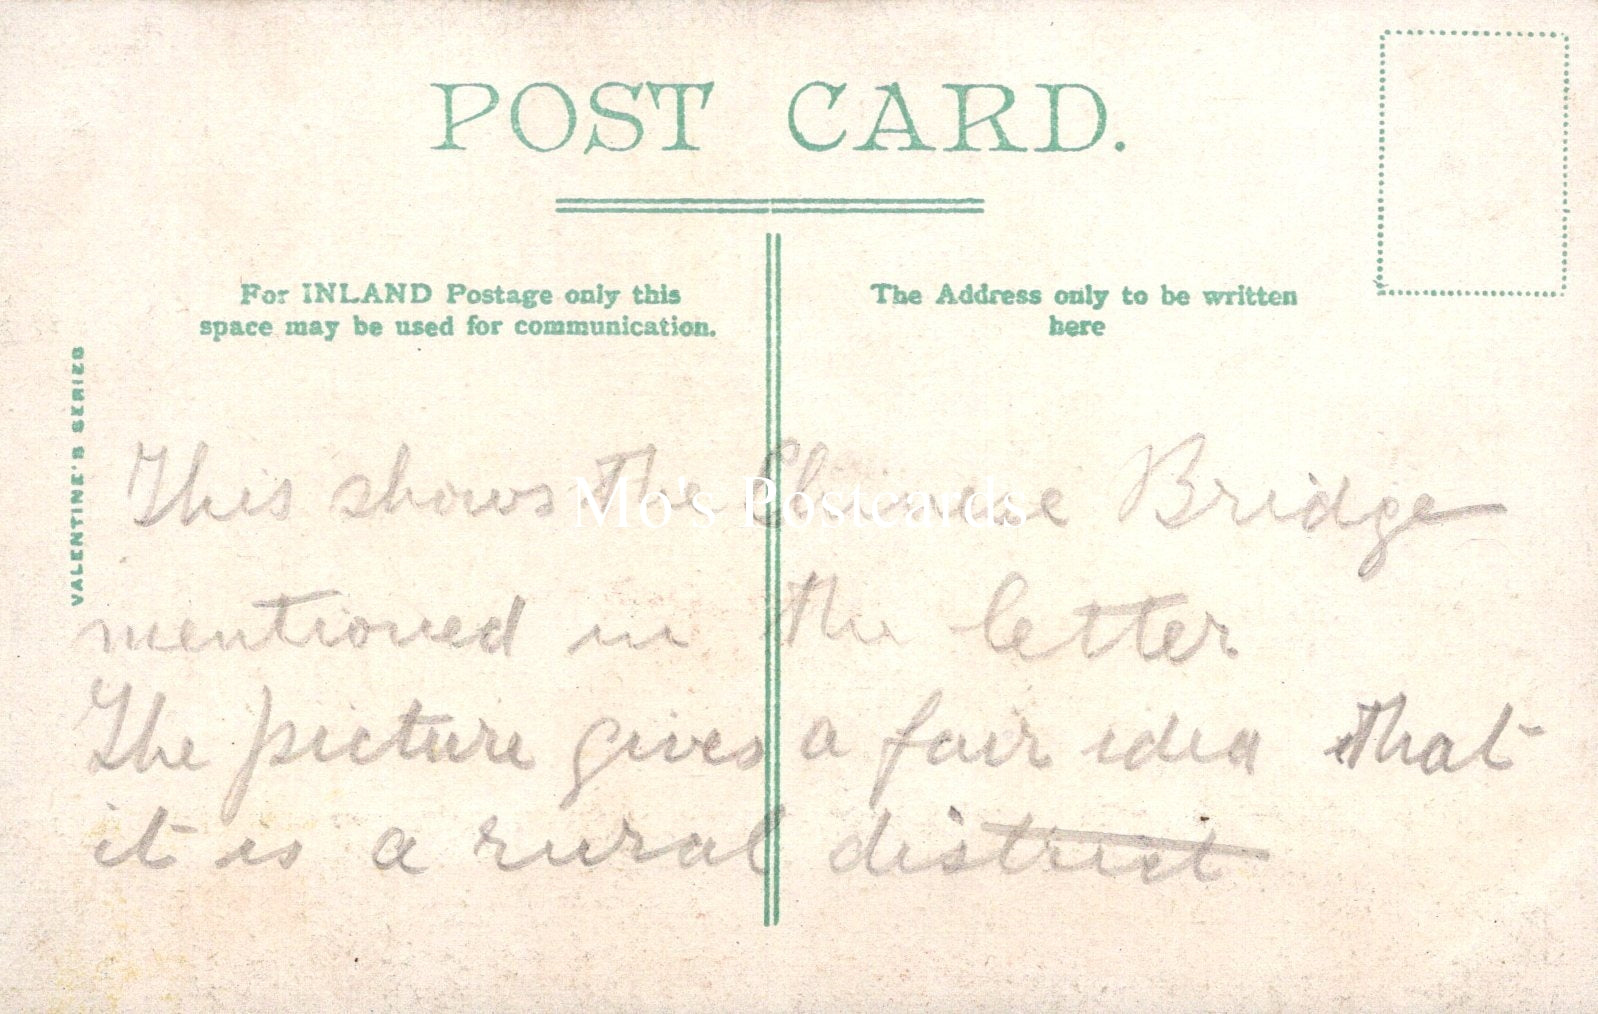 POST CARD.
For INLAND Postage only this
space may be used for communication.
The Address only to be written
here
VALENTINE'S SERIES
This shows the Chinese Bridge
mentioned in the letter
The picture gives a fair idea that
it is a rural district
Mo's Postcards